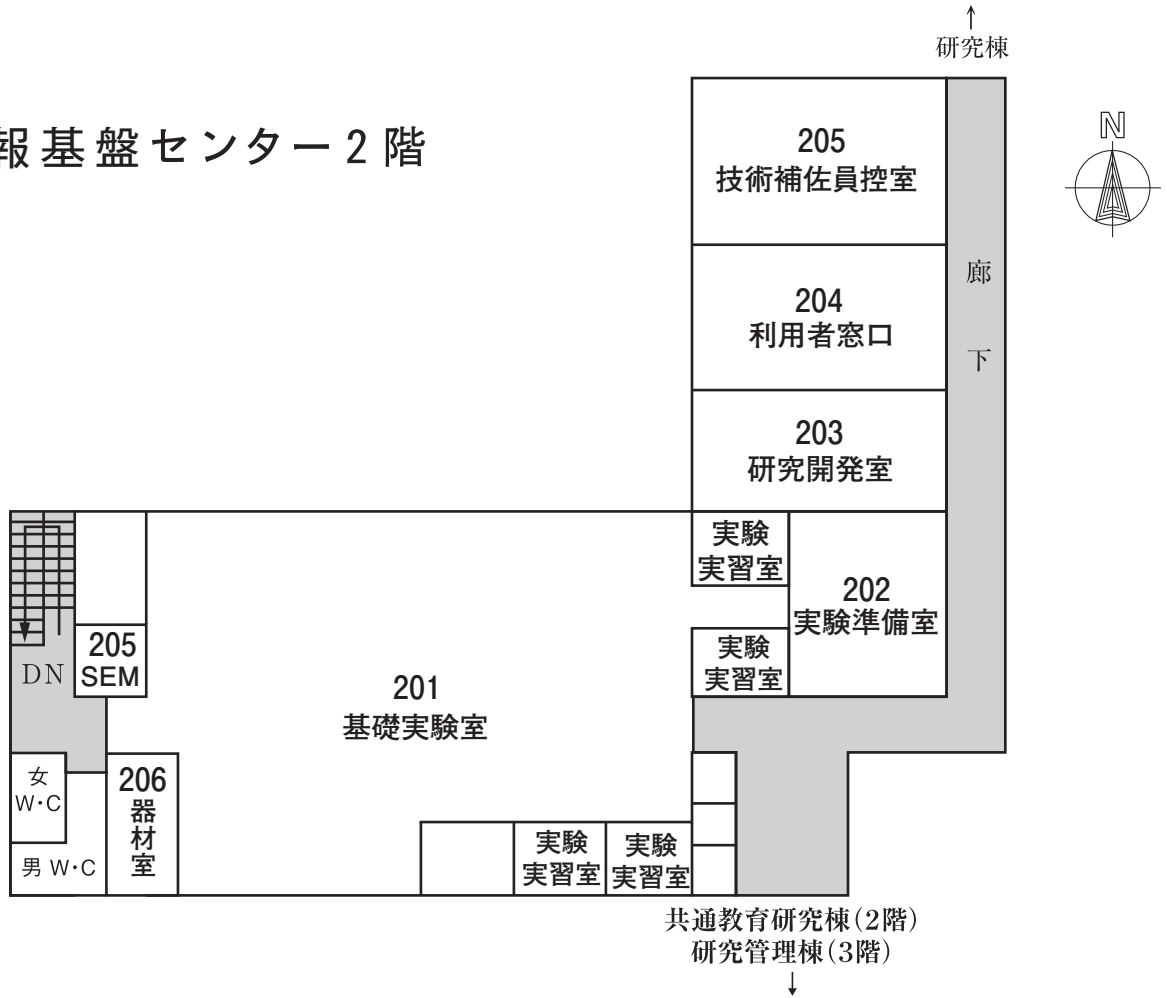 ↑
研究棟
報基盤センター2階
N
205
技術補佐員控室
204
利用者窓口
廊
下
203
研究開発室
実験
実習室
202
実験準備室
実験
実習室
205
SEM
DN
201
基礎実験室
女
W・C
男 W・C
206
器
材
室
実験
実習室
実験
実習室
共通教育研究棟(2階)
研究管理棟(3階)
↓